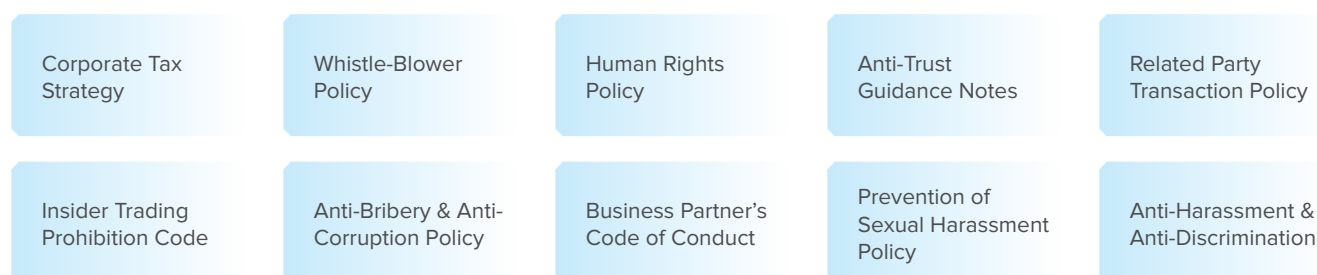 Corporate Tax
Strategy
Whistle-Blower
Policy
Human Rights
Policy
Anti-Trust
Guidance Notes
Related Party
Transaction Policy
Insider Trading
Prohibition Code
Anti-Bribery & Anti-
Corruption Policy
Business Partner’s
Code of Conduct
Prevention of
Sexual Harassment
Policy
Anti-Harassment &
Anti-Discrimination